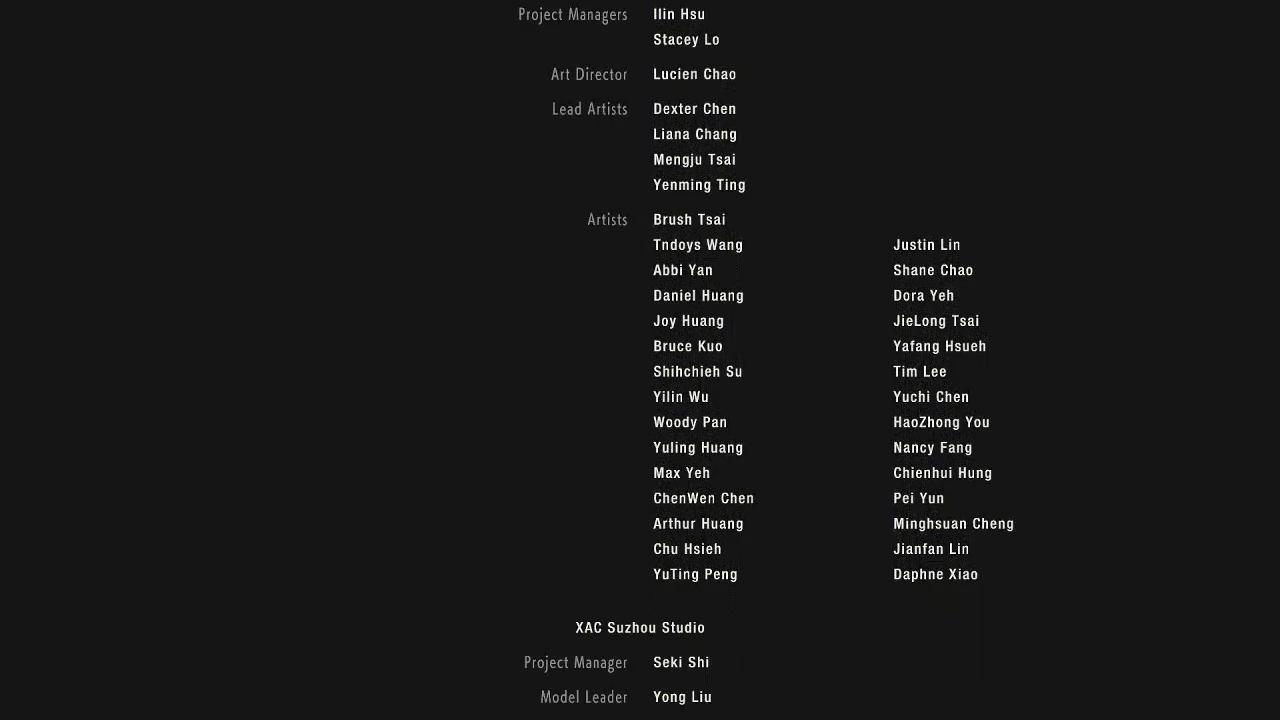 Project Managers Ilin Hsu
Stacey Lo
Art Director Lucien Chao
Lead Artists Dexter Chen
Liana Chang
Mengju Tsai
Yenming Ting
Artists Brush Tsai
Tndoys Wang Justin Lin
Abbi Yan Shane Chao
Daniel Huang Dora Yeh
Joy Huang JieLong Tsai
Bruce Kuo Yafang Hsueh
Shihchieh Su Tim Lee
Yilin Wu Yuchi Chen
Woody Pan HaoZhong You
Yuling Huang Nancy Fang
Max Yeh Chienhui Hung
ChenWen Chen Pei Yun
Arthur Huang Minghsuan Cheng
Chu Hsieh Jianfan Lin
YuTing Peng Daphne Xiao
XAC Suzhou Studio
Project Manager Seki Shi
Model Leader Yong Liu